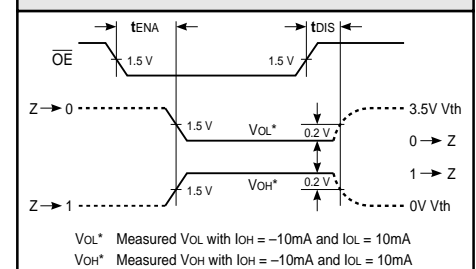 tENA tDIS
OE 1.5 V 1.5 V
Z→0 3.5V Vth
1.5 V VOL* 0.2 V
0→Z
1→Z
1.5 V VOH* 0.2 V
Z→1 0V Vth
VOL* Measured VOL with IOH = –10mA and IOL = 10mA
VOH* Measured VOH with IOH = –10mA and IOL = 10mA